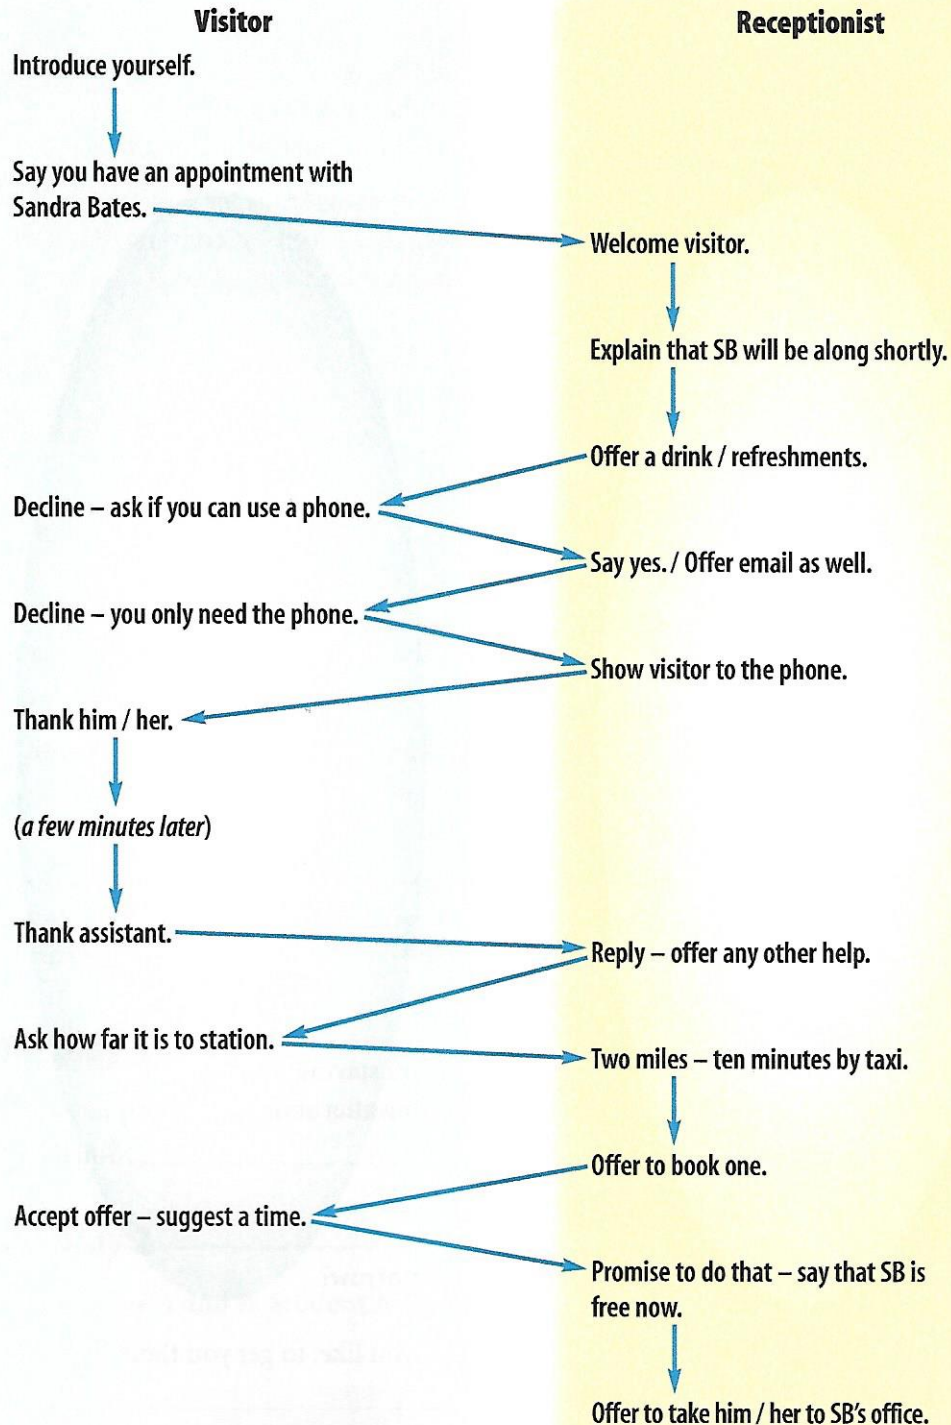 Visitor
Receptionist
Introduce yourself.
Say you have an appointment with
Sandra Bates.
Welcome visitor.
Explain that SB will be along shortly.
Offer a drink / refreshments.
Decline – ask if you can use a phone.
Say yes. / Offer email as well.
Decline – you only need the phone.
Show visitor to the phone.
Thank him / her.
(a few minutes later)
Thank assistant.
Reply – offer any other help.
Ask how far it is to station.
Two miles – ten minutes by taxi.
Offer to book one.
Accept offer – suggest a time.
Promise to do that – say that SB is
free now.
Offer to take him / her to SB's office.